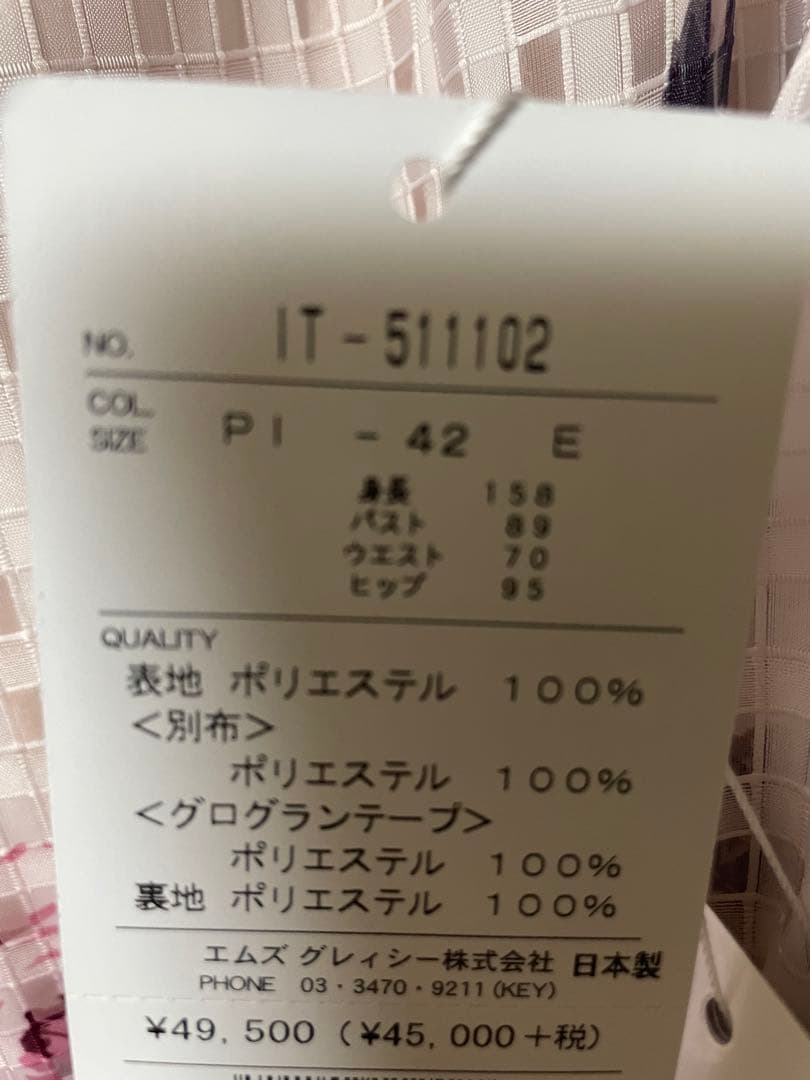 NO. IT-511102
COL.
SIZE PI -42 E
身長 158
バスト 89
ウエスト 70
ヒップ 95
QUALITY
表地 ポリエステル 100%
<別布>
ポリエステル 100%
<グログランテープ>
ポリエステル 100%
裏地 ポリエステル 100%
エムズ グレィシー株式会社 日本製
PHONE 03・3470・9211(KEY)
¥49,500 (¥45,000+税)